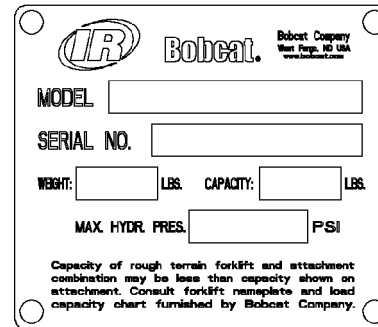 IR Bobcat. Bobcat Company
West Fargo, ND USA
www.bobcat.com
MODEL
SERIAL NO.
WEIGHT: LBS. CAPACITY: LBS.
MAX. HYDR. PRES. PSI
Capacity of rough terrain forklift and attachment
combination may be less than capacity shown on
attachment. Consult forklift nameplate and load
capacity chart furnished by Bobcat Company.